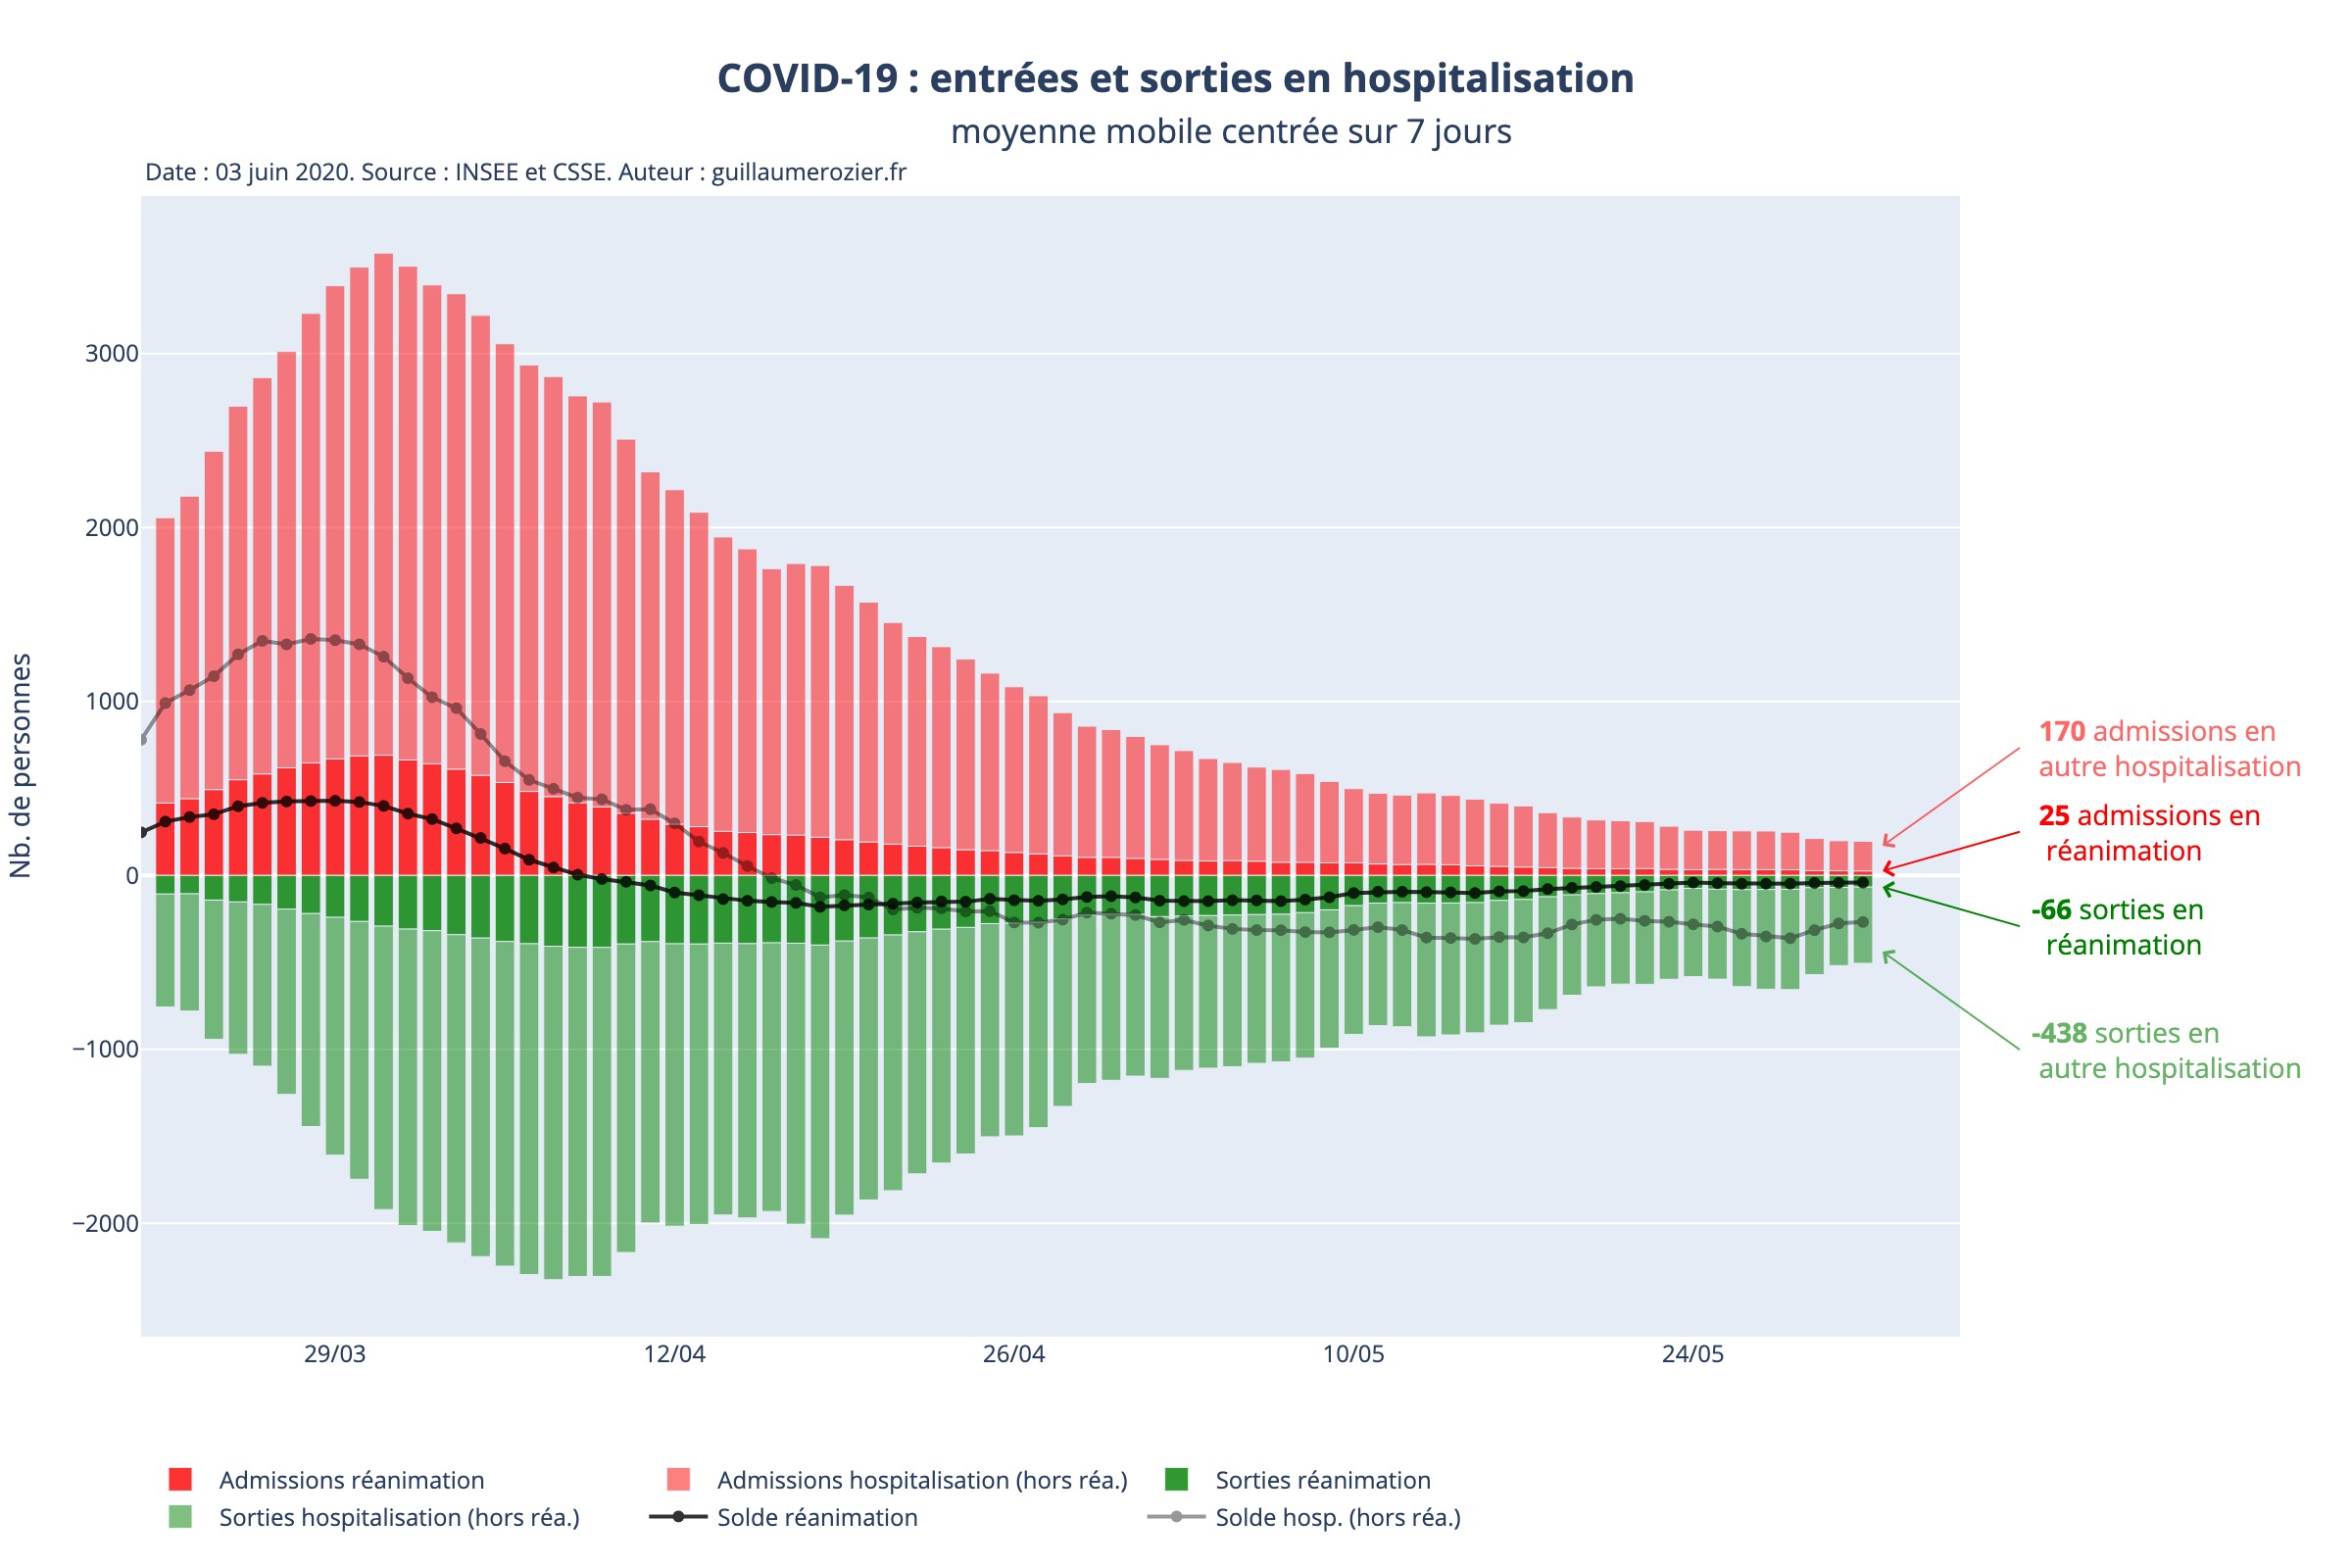 COVID-19 : entrées et sorties en hospitalisation
moyenne mobile centrée sur 7 jours
Date : 03 juin 2020. Source : INSEE et CSSE. Auteur : guillaumerozier.fr
Nb. de personnes
3000
2000
1000
0
−1000
−2000
29/03
12/04
26/04
10/05
24/05
170 admissions en
autre hospitalisation
25 admissions en
réanimation
-66 sorties en
réanimation
-438 sorties en
autre hospitalisation
Admissions réanimation
Admissions hospitalisation (hors réa.)
Sorties réanimation
Sorties hospitalisation (hors réa.)
Solde réanimation
Solde hosp. (hors réa.)